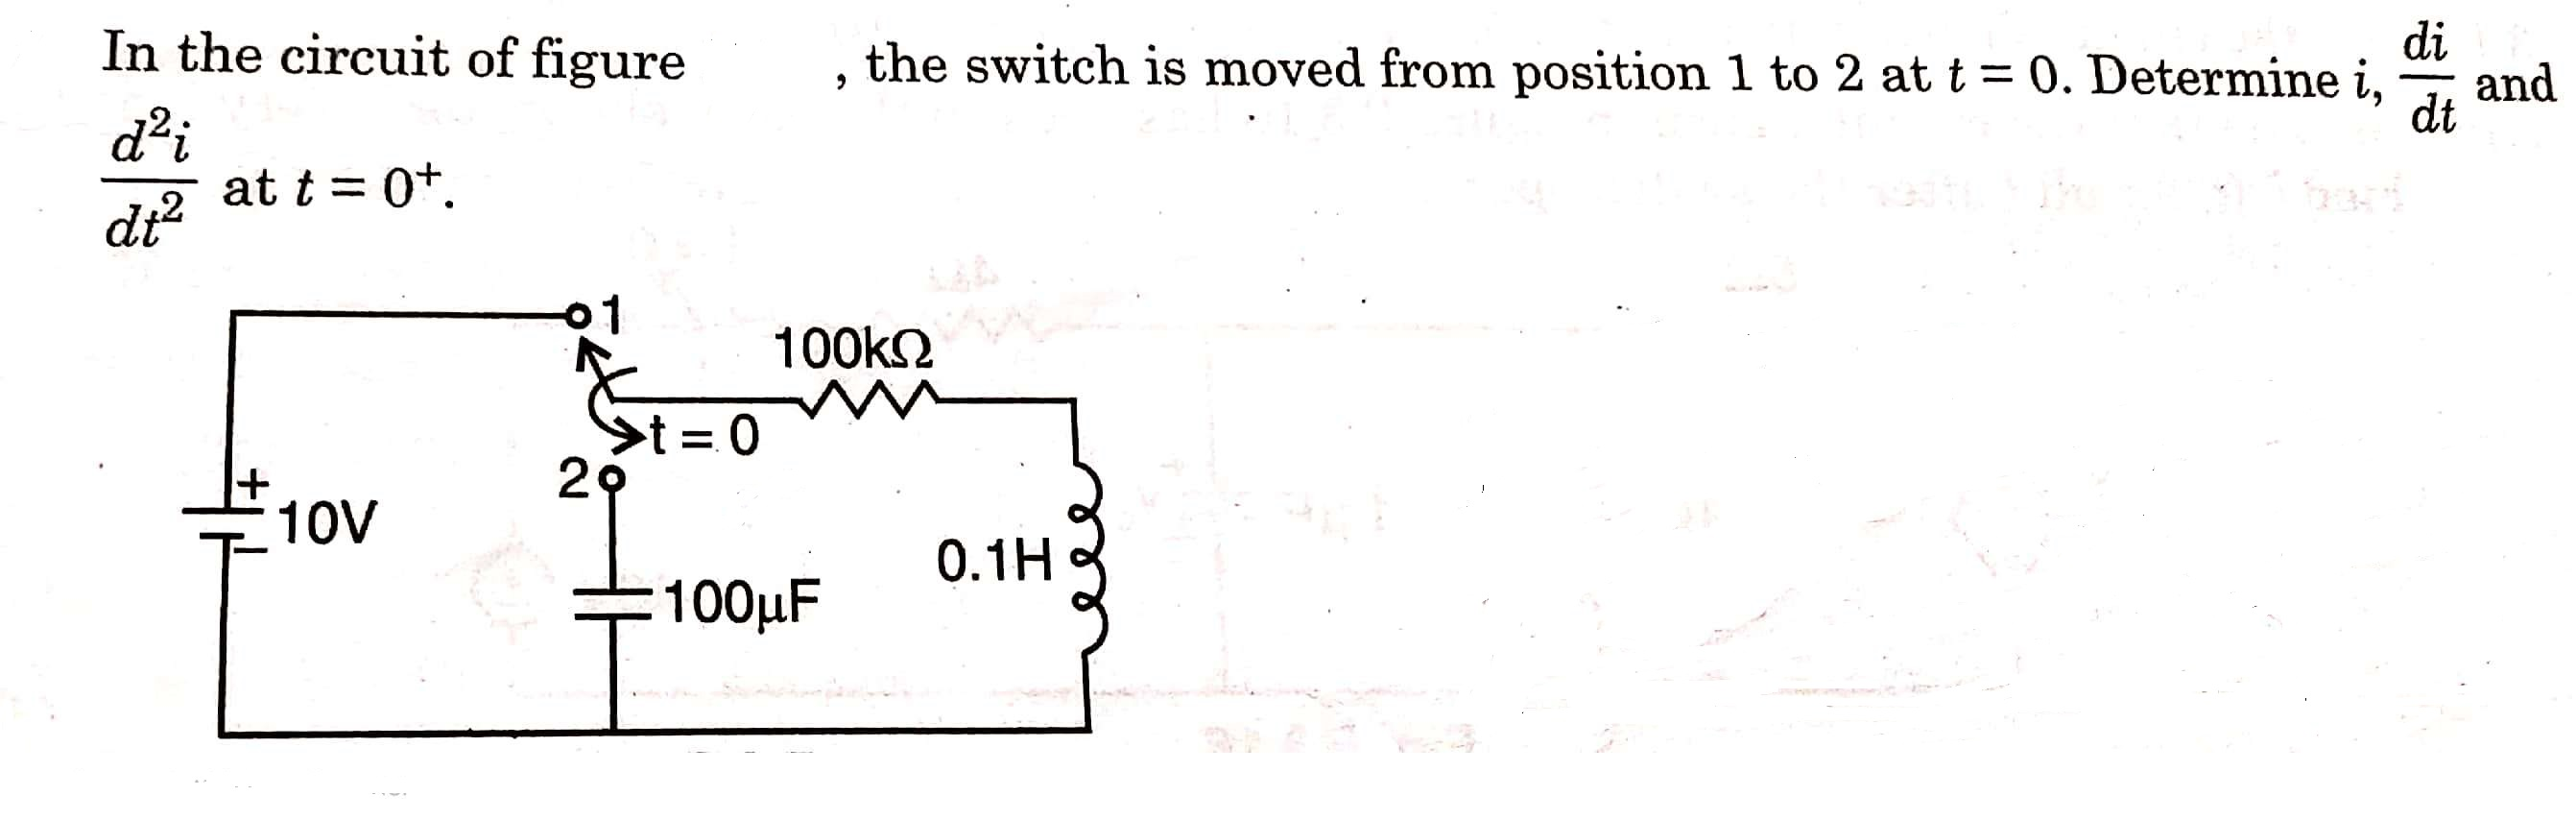 In the circuit of figure , the switch is moved from position 1 to 2 at t = 0. Determine i, di/dt and
d²i/dt² at t = 0⁺.
1
100kΩ
t = 0
2
+
10V
−
0.1H
100μF